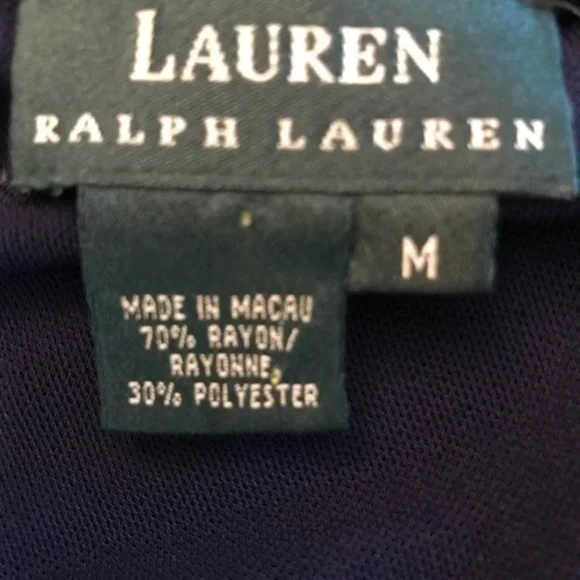 LAUREN
RALPH LAUREN
M
MADE IN MACAU
70% RAYON/
RAYONNE,
30% POLYESTER